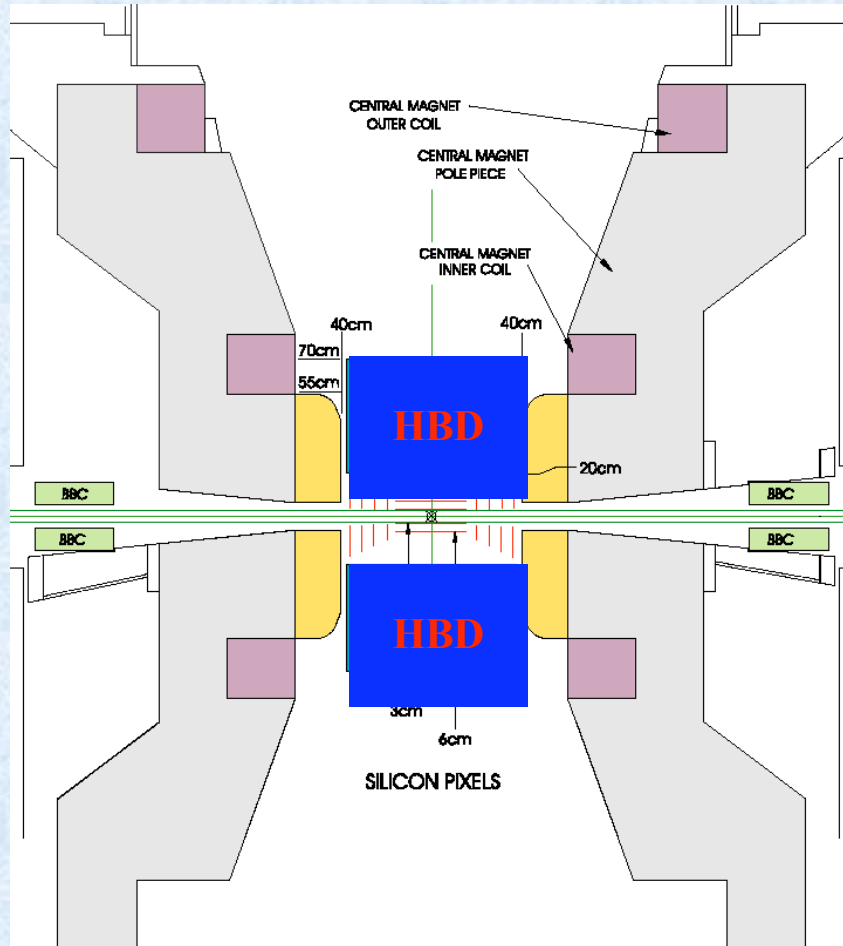 CENTRAL MAGNET
OUTER COIL
CENTRAL MAGNET
POLE PIECE
CENTRAL MAGNET
INNER COIL
40cm
40cm
70cm
55cm
HBD
20cm
BBC
BBC
BBC
BBC
HBD
3cm
6cm
SILICON PIXELS